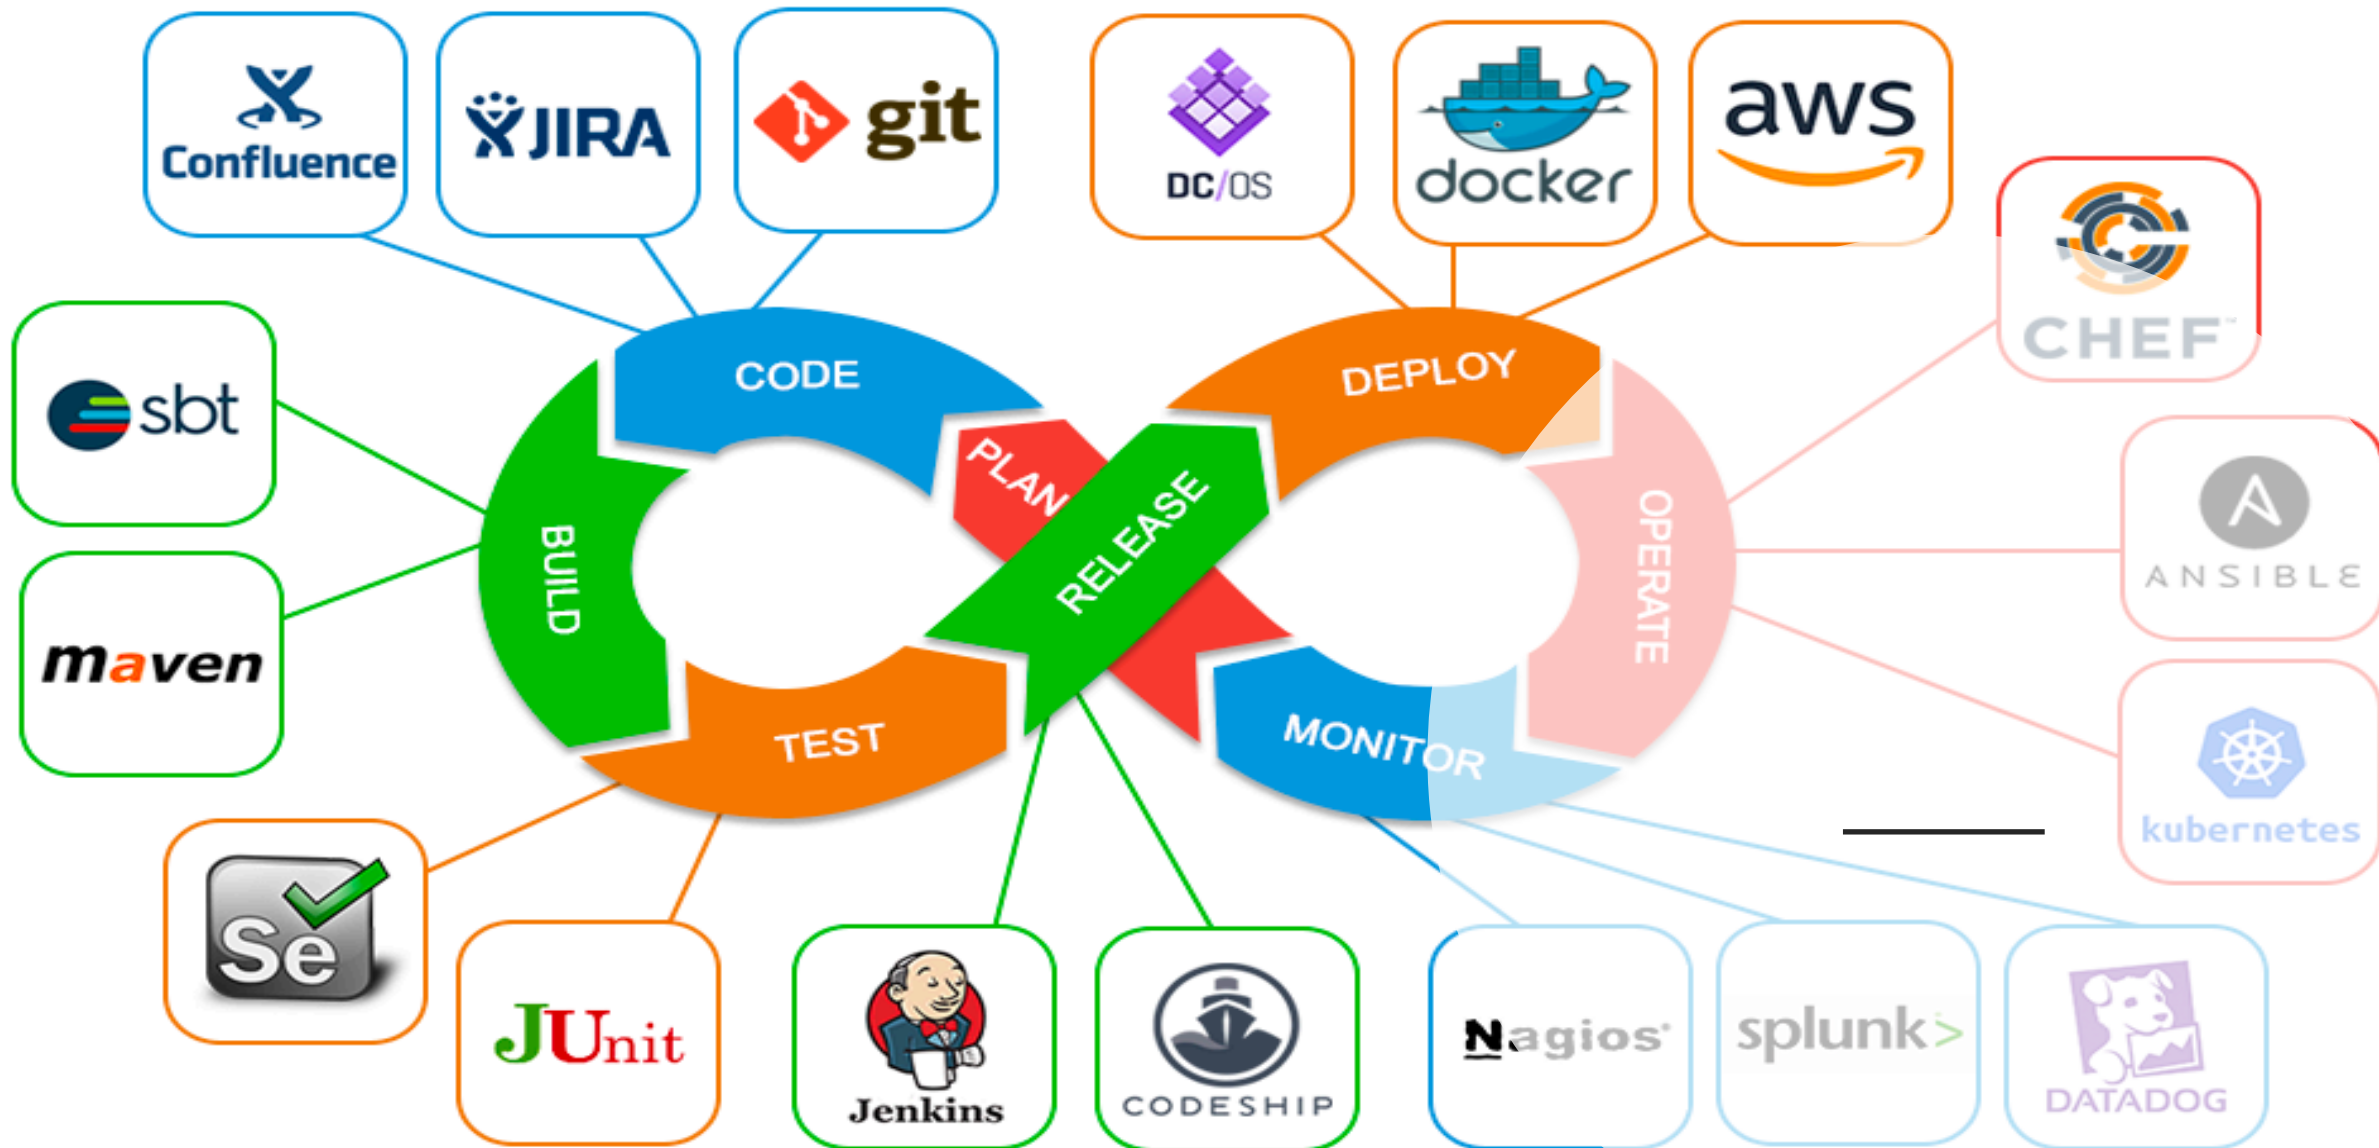 Confluence
JIRA
git
DC/OS
docker
aws
CHEF™
sbt
CODE
DEPLOY
PLAN
RELEASE
OPERATE
ANSIBLE
BUILD
maven
TEST
MONITOR
kubernetes
Se
JUnit
Jenkins
CODESHIP
Nagios®
splunk>
DATADOG